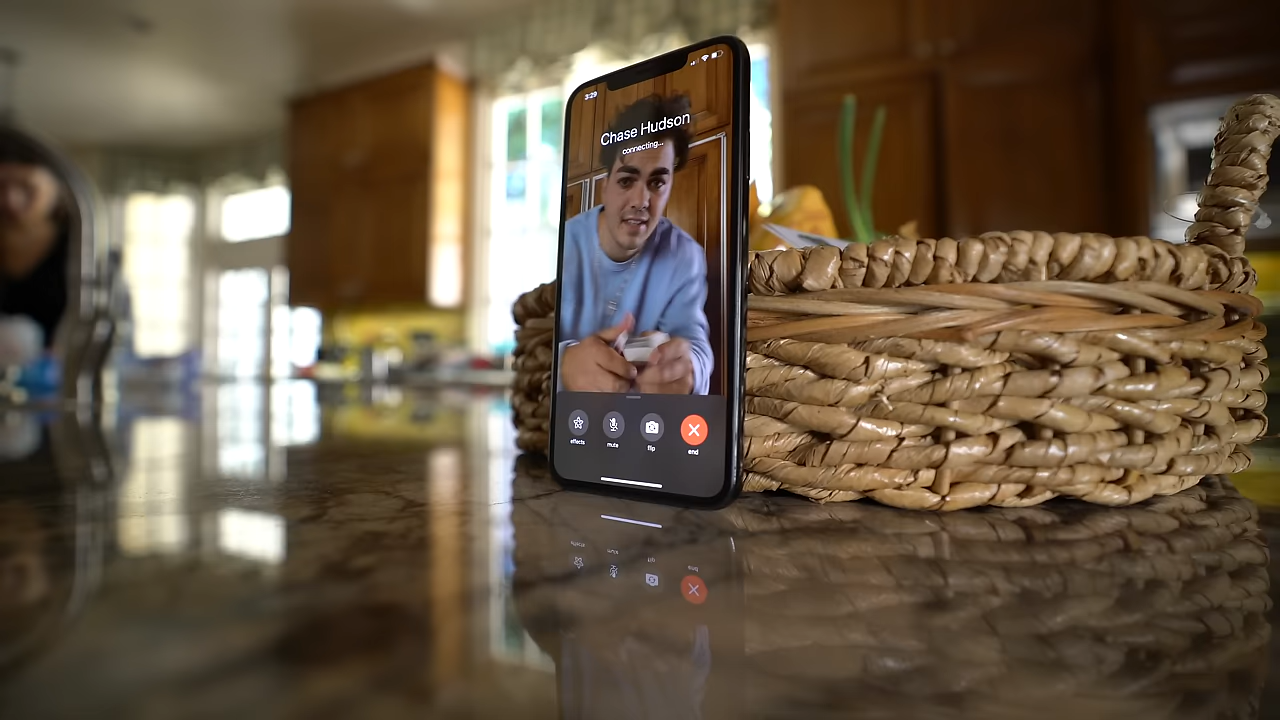 3:29
Chase Hudson
connecting...
effects
mute
flip
end